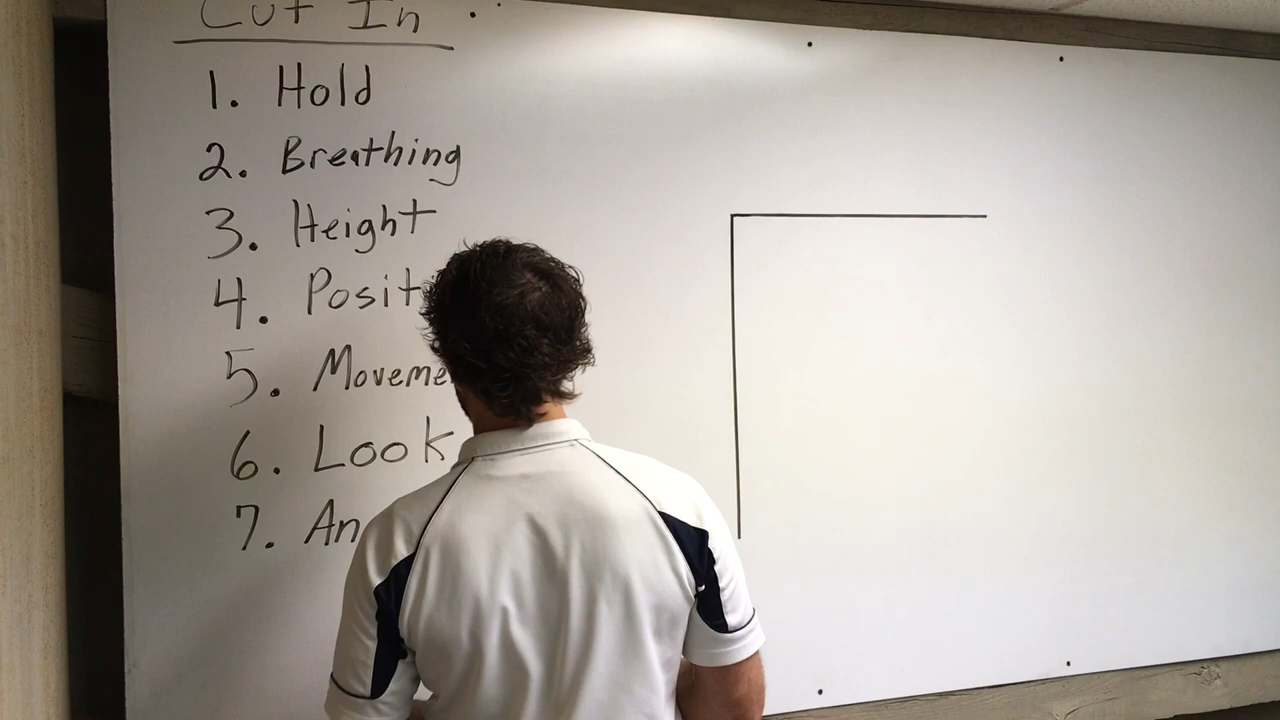 Cut In
1. Hold
2. Breathing
3. Height
4. Posit
5. Moveme
6. Look
7. An